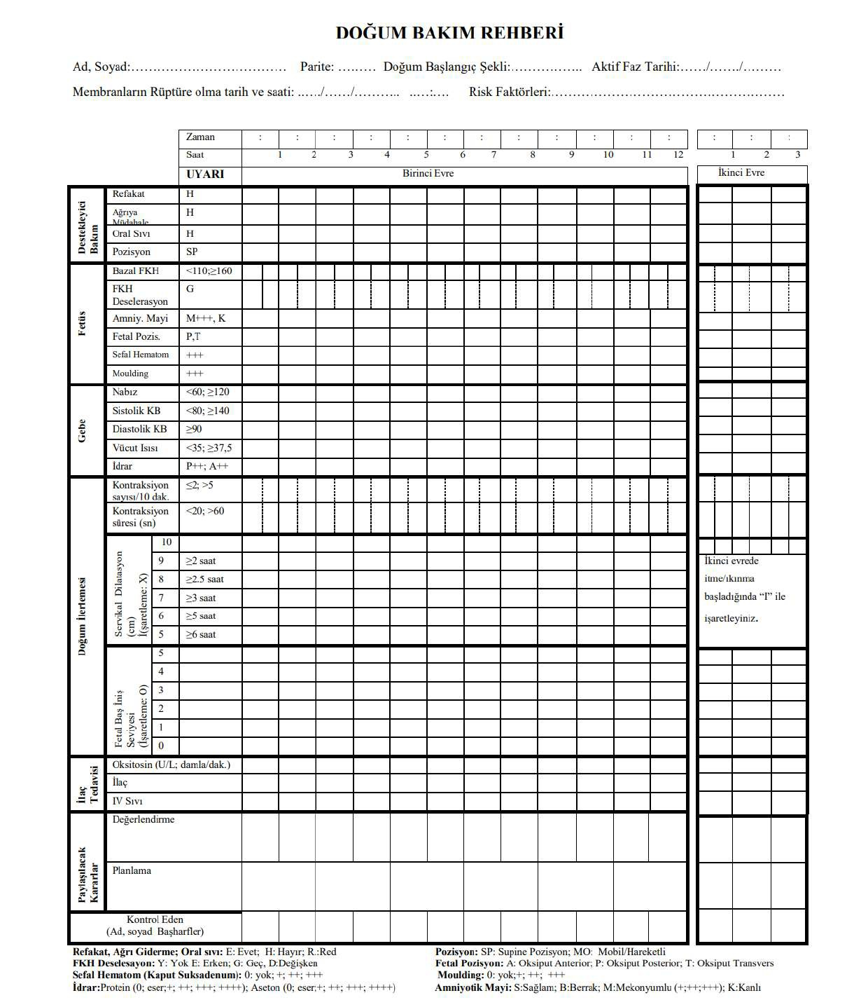 DOĞUM BAKIM REHBERİ
Ad, Soyad:……………………………… Parite: ……… Doğum Başlangıç Şekli:…………….. Aktif Faz Tarihi:……/……./………
Membranların Rüptüre olma tarih ve saati: ……/……/……….. ..…:…. Risk Faktörleri:………………………………………………
Zaman : : : : : : : : : : : : : : :
Saat 1 2 3 4 5 6 7 8 9 10 11 12 1 2 3
UYARI Birinci Evre İkinci Evre
Destekleyici
Bakım
Refakat H
Ağrıya
Müdahale H
Oral Sıvı H
Pozisyon SP
Fetüs
Bazal FKH <110;≥160
FKH G
Deselerasyon
Amniy. Mayi M+++, K
Fetal Pozis. P,T
Sefal Hematom +++
Moulding +++
Gebe
Nabız <60; ≥120
Sistolik KB <80; ≥140
Diastolik KB ≥90
Vücut Isısı <35; ≥37,5
İdrar P++; A++
Doğum İlerlemesi
Kontraksiyon ≤2; >5
sayısı/10 dak.
Kontraksiyon <20; >60
süresi (sn)
Servikal Dilatasyon
(cm)
İ(şaretleme: X)
10
9 ≥2 saat
8 ≥2.5 saat
7 ≥3 saat
6 ≥5 saat
5 ≥6 saat
İkinci evrede
itme/ıkınma
başladığında “I” ile
işaretleyiniz.
Fetal Baş İniş
Seviyesi
(İşaretleme: O)
5
4
3
2
1
0
İlaç
Tedavisi
Oksitosin (U/L; damla/dak.)
İlaç
IV Sıvı
Paylaşılacak
Kararlar
Değerlendirme
Planlama
Kontrol Eden
(Ad, soyad Başharfler)
Refakat, Ağrı Giderme; Oral sıvı: E: Evet; H: Hayır; R.:Red Pozisyon: SP: Supine Pozisyon; MO: Mobil/Hareketli
FKH Deselesayon: Y: Yok E: Erken; G: Geç, D:Değişken Fetal Pozisyon: A: Oksiput Anterior; P: Oksiput Posterior; T: Oksiput Transvers
Sefal Hematom (Kaput Suksadenum): 0: yok; +; ++; +++ Moulding: 0: yok;+; ++; +++
İdrar:Protein (0; eser;+; ++; +++; ++++); Aseton (0; eser;+; ++; +++; ++++) Amniyotik Mayi: S:Sağlam; B:Berrak; M:Mekonyumlu (+;++;+++); K:Kanlı